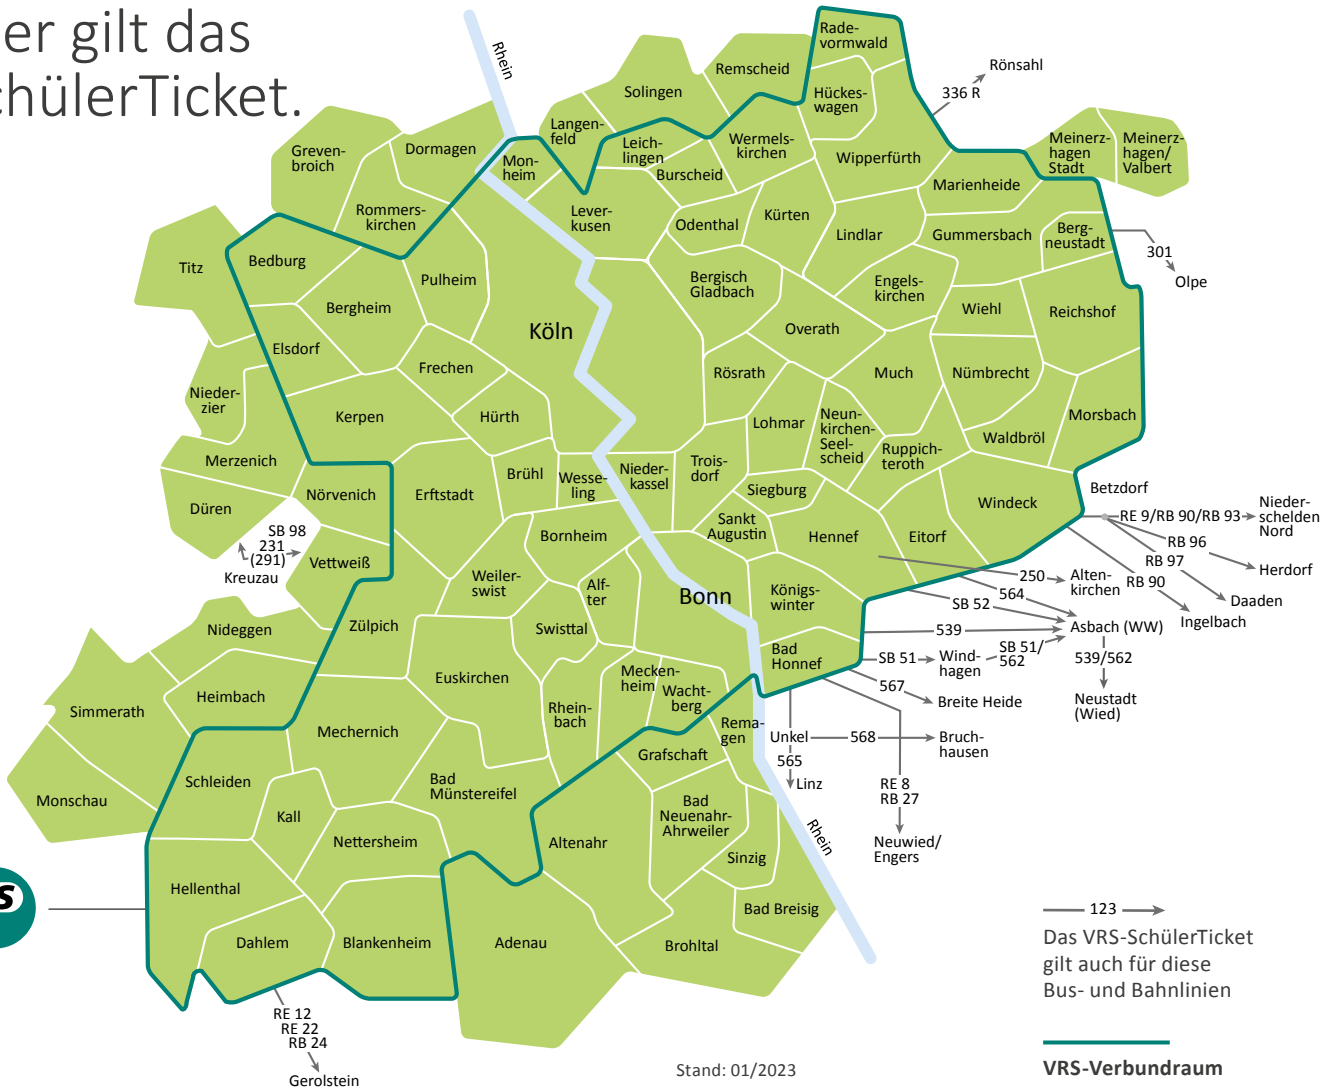 er gilt das
chülerTicket.
Rhein
Rade-
vormwald
Remscheid
Solingen
Hückes-
wagen
336 R
Rönsahl
Langen-
feld
Leich-
lingen
Wermels-
kirchen
Wipperfürth
Meinerz-
hagen
Stadt
Meinerz-
hagen/
Valbert
Greven-
broich
Dormagen
Mon-
heim
Burscheid
Marienheide
Rommers-
kirchen
Lever-
kusen
Odenthal
Kürten
Lindlar
Gummersbach
Berg-
neustadt
301
Olpe
Titz
Bedburg
Pulheim
Bergheim
Bergisch
Gladbach
Engels-
kirchen
Wiehl
Reichshof
Köln
Overath
Elsdorf
Frechen
Rösrath
Much
Nümbrecht
Nieder-
zier
Kerpen
Hürth
Lohmar
Neun-
kirchen-
Seel-
scheid
Morsbach
Waldbröl
Ruppich-
teroth
Merzenich
Nörvenich
Erftstadt
Brühl
Wesse-
ling
Nieder-
kassel
Trois-
dorf
Siegburg
Windeck
Betzdorf
RE 9/RB 90/RB 93
Nieder-
schelden
Nord
Düren
SB 98
231
(291)
Kreuzau
Vettweiß
Bornheim
Sankt
Augustin
Hennef
Eitorf
RB 96
Herdorf
RB 97
Daaden
RB 90
Ingelbach
Weiler-
swist
Alf-
ter
Bonn
Königs-
winter
250
Alten-
kirchen
564
SB 52
Asbach (WW)
539
SB 51/
562
539/562
Neustadt
(Wied)
Nideggen
Zülpich
Swisttal
Bad
Honnef
SB 51
Wind-
hagen
567
Breite Heide
Heimbach
Euskirchen
Mecken-
heim
Wacht-
berg
Simmerath
Mechernich
Rhein-
bach
Rema-
gen
Unkel
568
Bruch-
hausen
565
Linz
Grafschaft
RE 8
RB 27
Neuwied/
Engers
Monschau
Schleiden
Kall
Bad
Münstereifel
Bad
Neuenahr-
Ahrweiler
Rhein
Nettersheim
Altenahr
Sinzig
Hellenthal
s
Bad Breisig
Dahlem
Blankenheim
Adenau
Brohltal
123
Das VRS-SchülerTicket
gilt auch für diese
Bus- und Bahnlinien
RE 12
RE 22
RB 24
Gerolstein
Stand: 01/2023
VRS-Verbundraum